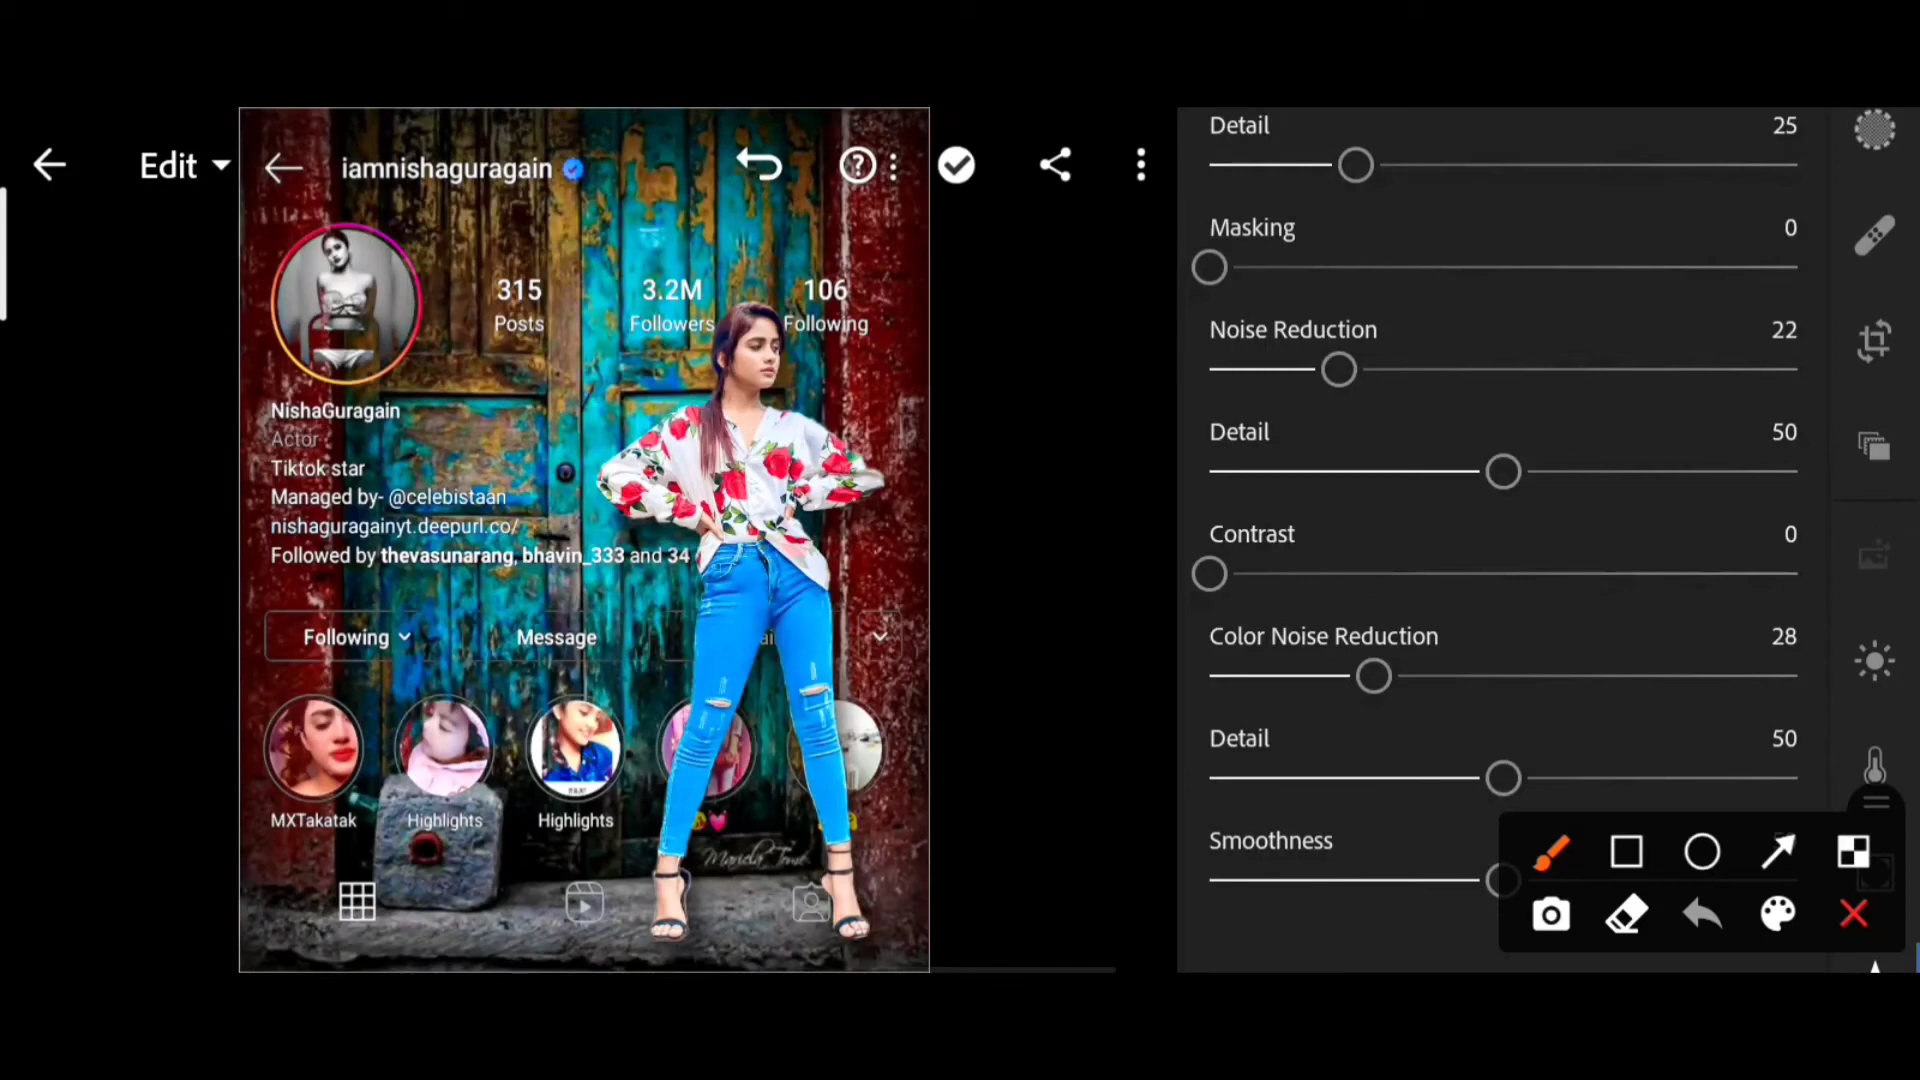 Edit
iamnishaguragain
315 3.2M 106
Posts Followers Following
NishaGuragain
Actor
Tiktok star
Managed by- @celebistaan
nishaguragainyt.deepurl.co/
Followed by thevasunarang, bhavin_333 and 34
Following Message
MXTakatak Highlights Highlights
Mariela Tomé
Detail 25
Masking 0
Noise Reduction 22
Detail 50
Contrast 0
Color Noise Reduction 28
Detail 50
Smoothness